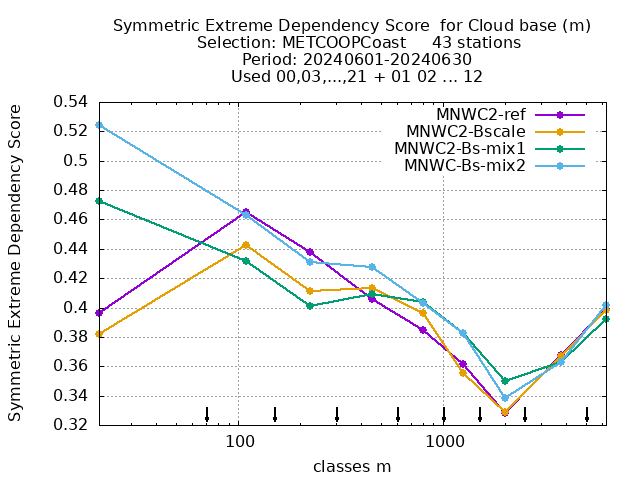 Symmetric Extreme Dependency Score  for Cloud base (m)
Selection: METCOOPCoast     43 stations
Period: 20240601-20240630
Used 00,03,...,21 + 01 02 ... 12
Symmetric Extreme Dependency Score
0.54
0.52
0.5
0.48
0.46
0.44
0.42
0.4
0.38
0.36
0.34
0.32
MNWC2-ref
MNWC2-Bscale
MNWC2-Bs-mix1
MNWC-Bs-mix2
100
1000
classes m